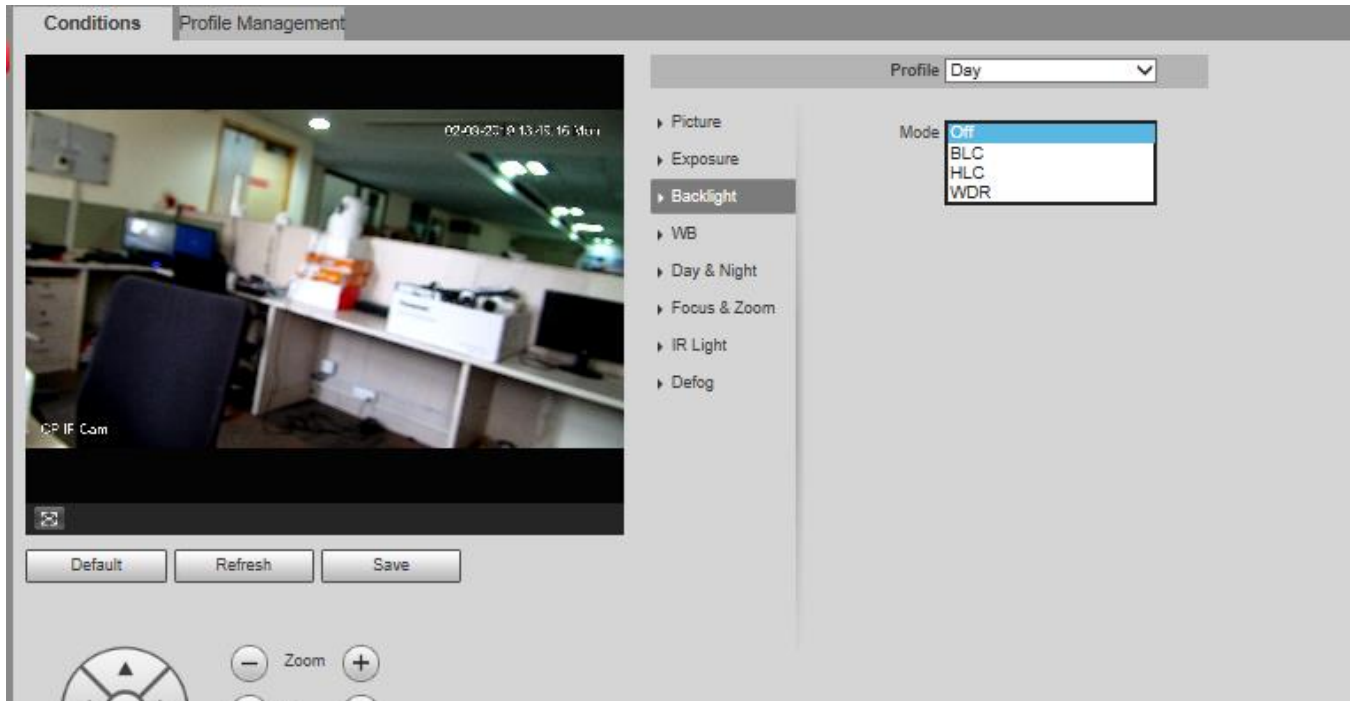 Conditions
Profile Management
Profile Day
Picture
Exposure
Backlight
WB
Day & Night
Focus & Zoom
IR Light
Defog
Mode Off
BLC
HLC
WDR
CP IP Cam
Default
Refresh
Save
Zoom